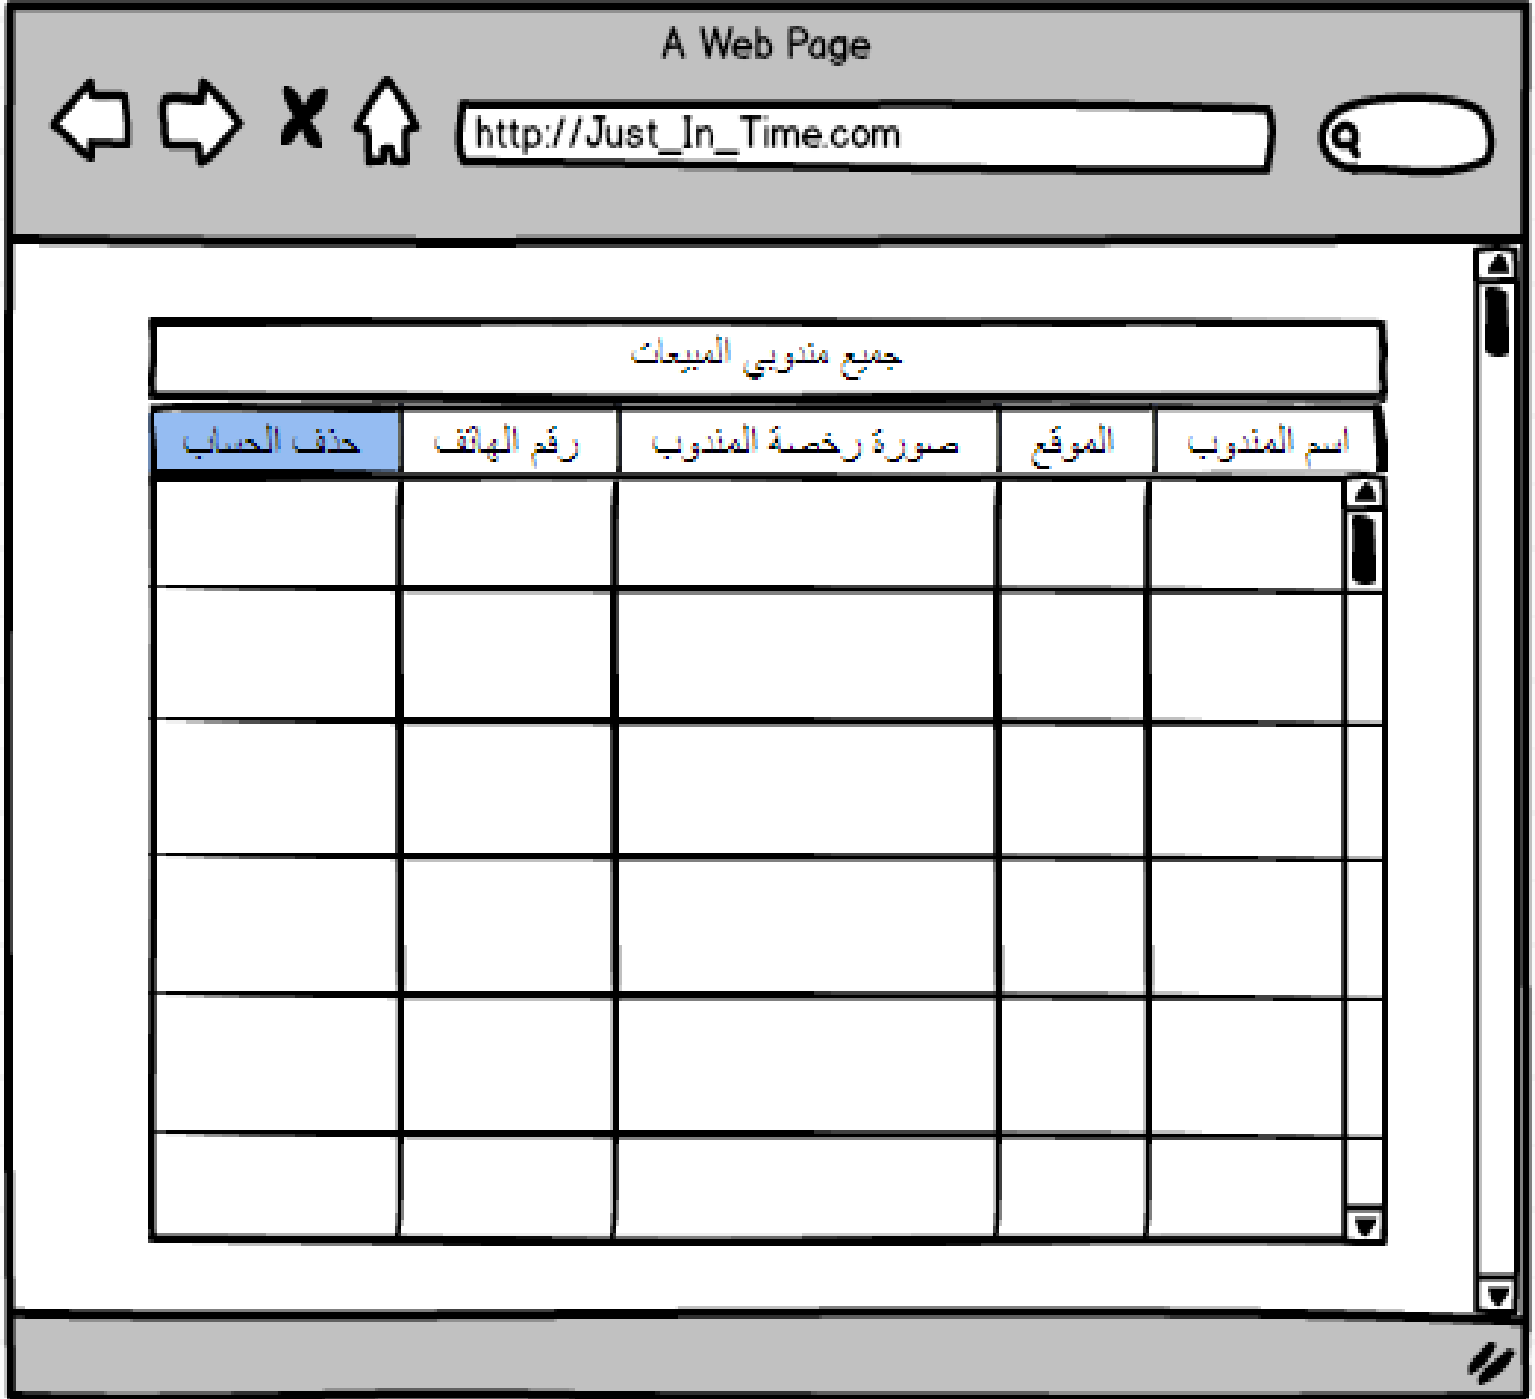 A Web Page
http://Just_In_Time.com
جميع مندوبي المبيعات
اسم المندوب الموقع صورة رخصة المندوب رقم الهاتف حذف الحساب